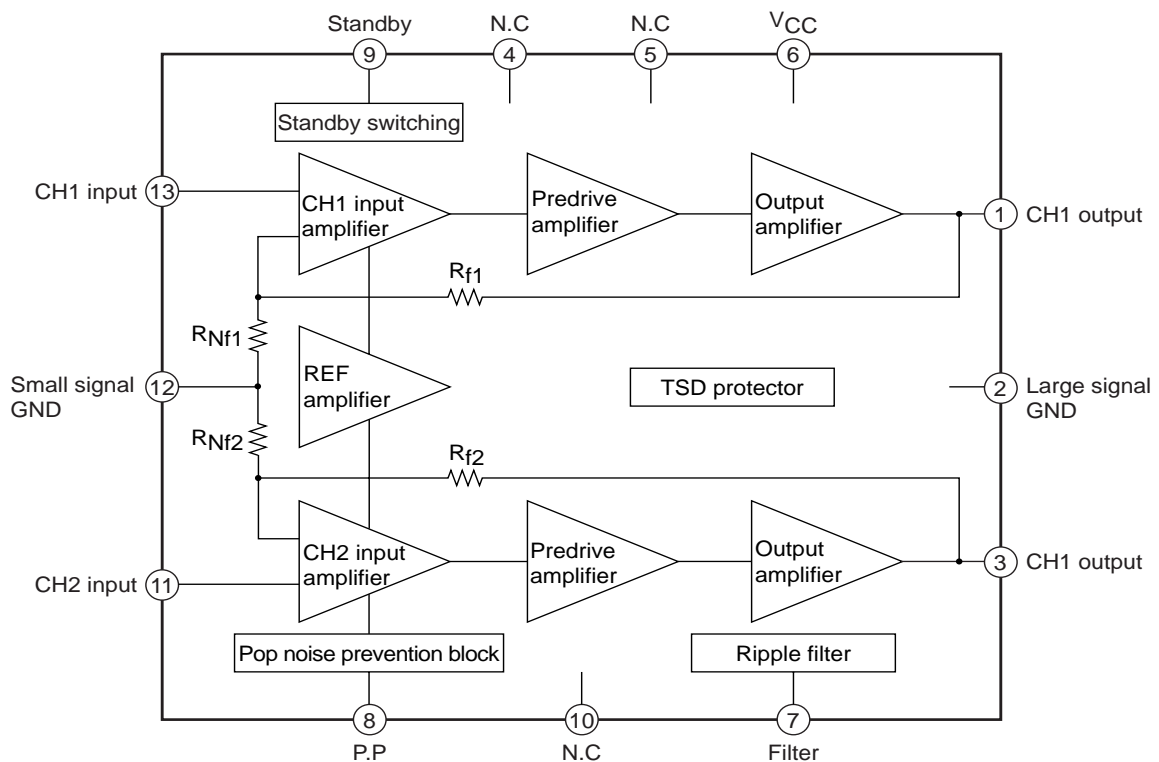 Standby
N.C
N.C
VCC
9
4
5
6
Standby switching
CH1 input
13
CH1 input
amplifier
Predrive
amplifier
Output
amplifier
1
CH1 output
Rf1
RNf1
Small signal
GND
12
REF
amplifier
TSD protector
2
Large signal
GND
RNf2
Rf2
CH2 input
11
CH2 input
amplifier
Predrive
amplifier
Output
amplifier
3
CH1 output
Pop noise prevention block
Ripple filter
8
10
7
P.P
N.C
Filter